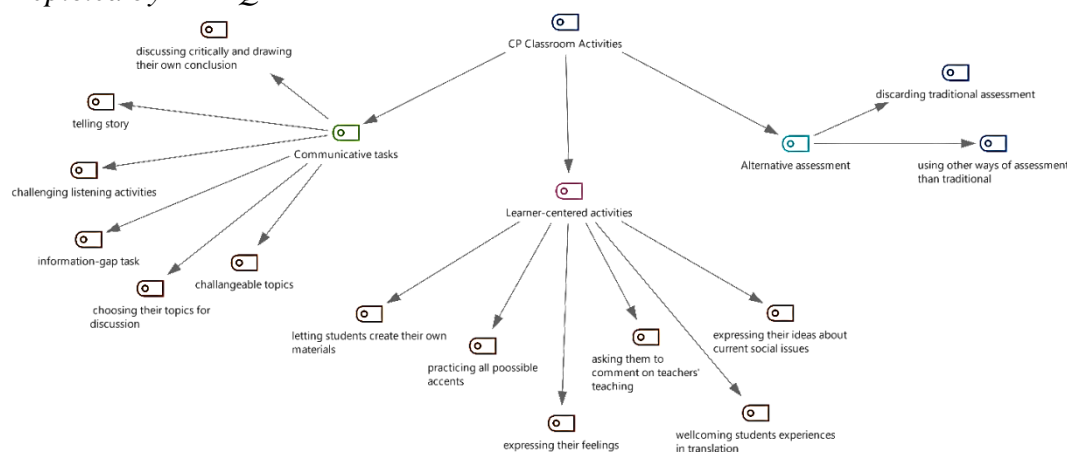 CP Classroom Activities
discussing critically and drawing
their own conclusion
telling story
Communicative tasks
challenging listening activities
information-gap task
choosing their topics for
discussion
challangeable topics
Learner-centered activities
letting students create their own
materials
practicing all poossible
accents
expressing their feelings
asking them to
comment on teachers'
teaching
wellcoming students experiences
in translation
expressing their ideas about
current social issues
Alternative assessment
discarding traditional assessment
using other ways of assessment
than traditional